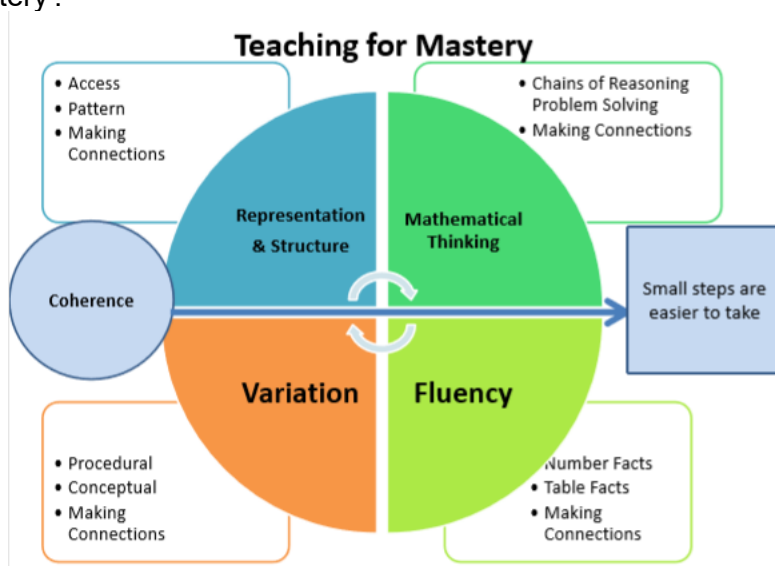 tery .
Teaching for Mastery
• Access
• Pattern
• Making
Connections
• Chains of Reasoning
Problem Solving
• Making Connections
Representation
& Structure
Mathematical
Thinking
Coherence
Small steps are
easier to take
Variation
Fluency
• Procedural
• Conceptual
• Making
Connections
Number Facts
• Table Facts
• Making
Connections